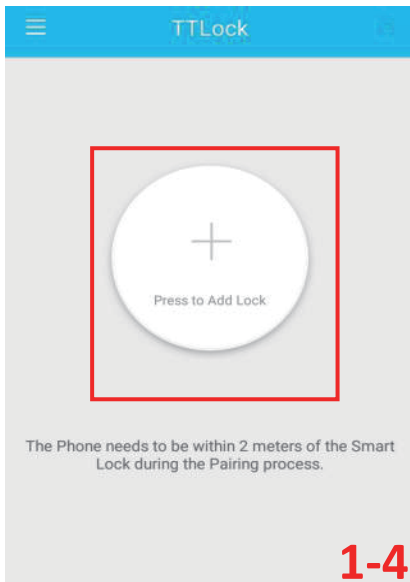 TTLock
Press to Add Lock
The Phone needs to be within 2 meters of the Smart
Lock during the Pairing process.
1-4